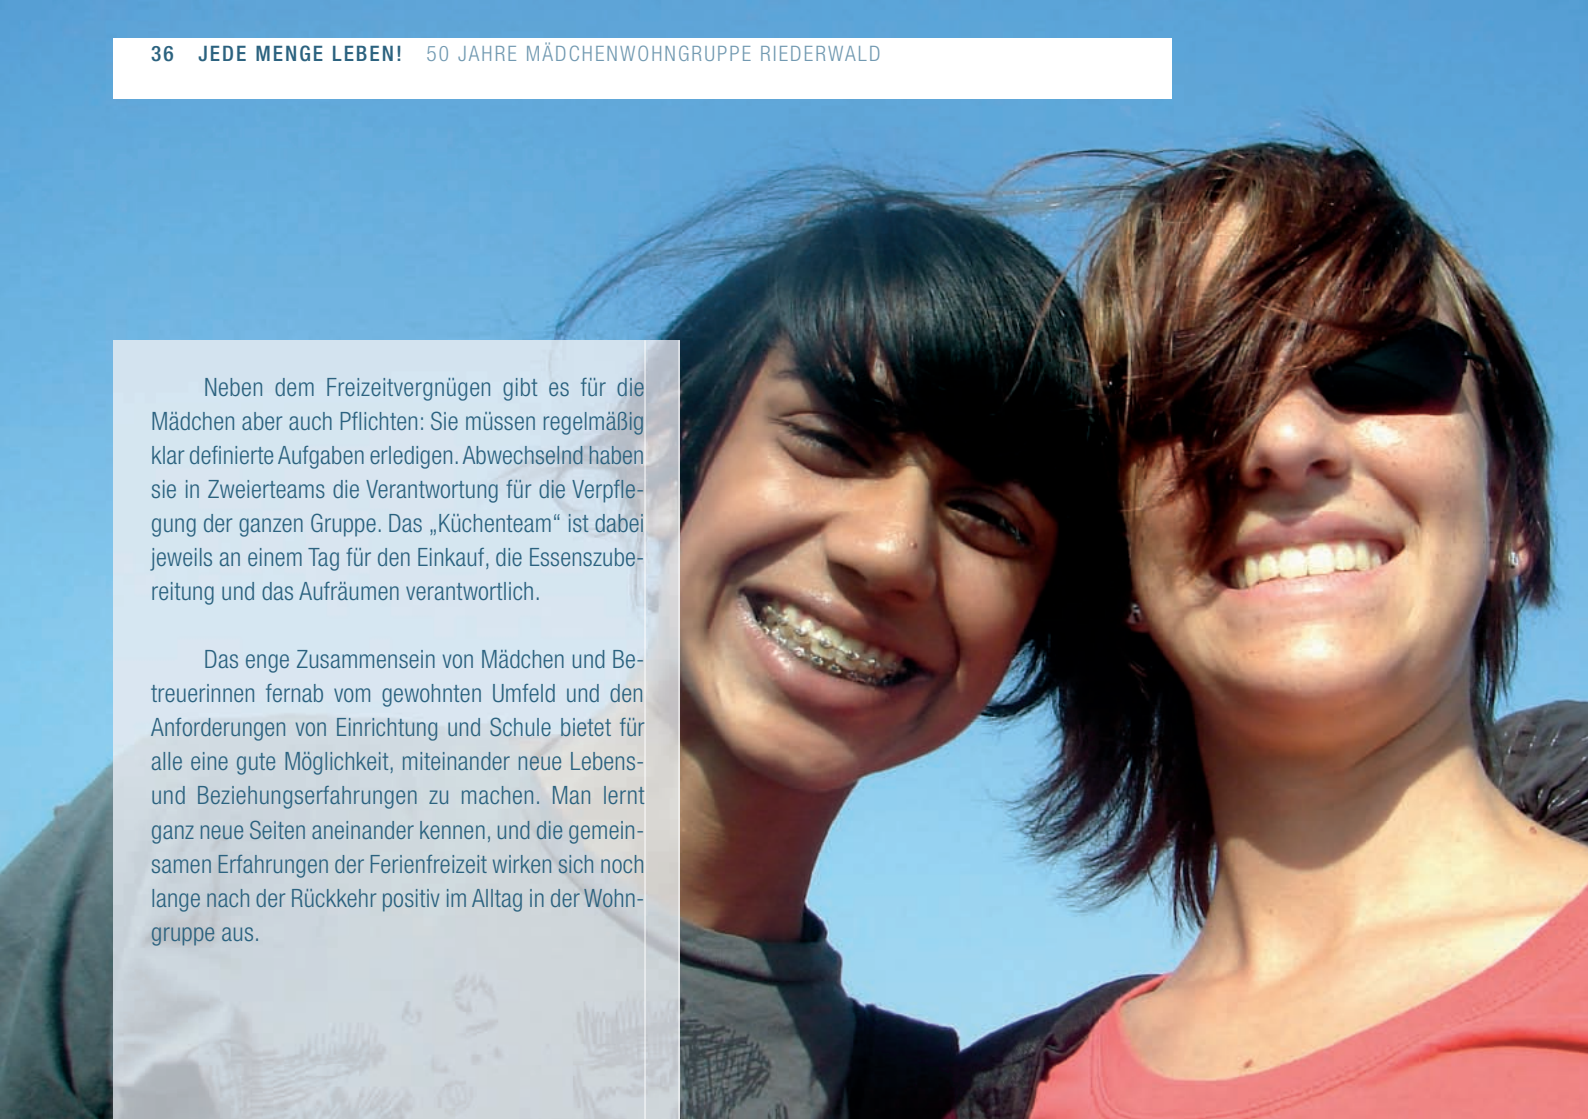 36 JEDE MENGE LEBEN! 50 JAHRE MÄDCHENWOHNGRUPPE RIEDERWALD
Neben dem Freizeitvergnügen gibt es für die
Mädchen aber auch Pflichten: Sie müssen regelmäßig
klar definierte Aufgaben erledigen. Abwechselnd haben
sie in Zweierteams die Verantwortung für die Verpfle-
gung der ganzen Gruppe. Das „Küchenteam“ ist dabei
jeweils an einem Tag für den Einkauf, die Essenszube-
reitung und das Aufräumen verantwortlich.
Das enge Zusammensein von Mädchen und Be-
treuerinnen fernab vom gewohnten Umfeld und den
Anforderungen von Einrichtung und Schule bietet für
alle eine gute Möglichkeit, miteinander neue Lebens-
und Beziehungserfahrungen zu machen. Man lernt
ganz neue Seiten aneinander kennen, und die gemein-
samen Erfahrungen der Ferienfreizeit wirken sich noch
lange nach der Rückkehr positiv im Alltag in der Wohn-
gruppe aus.